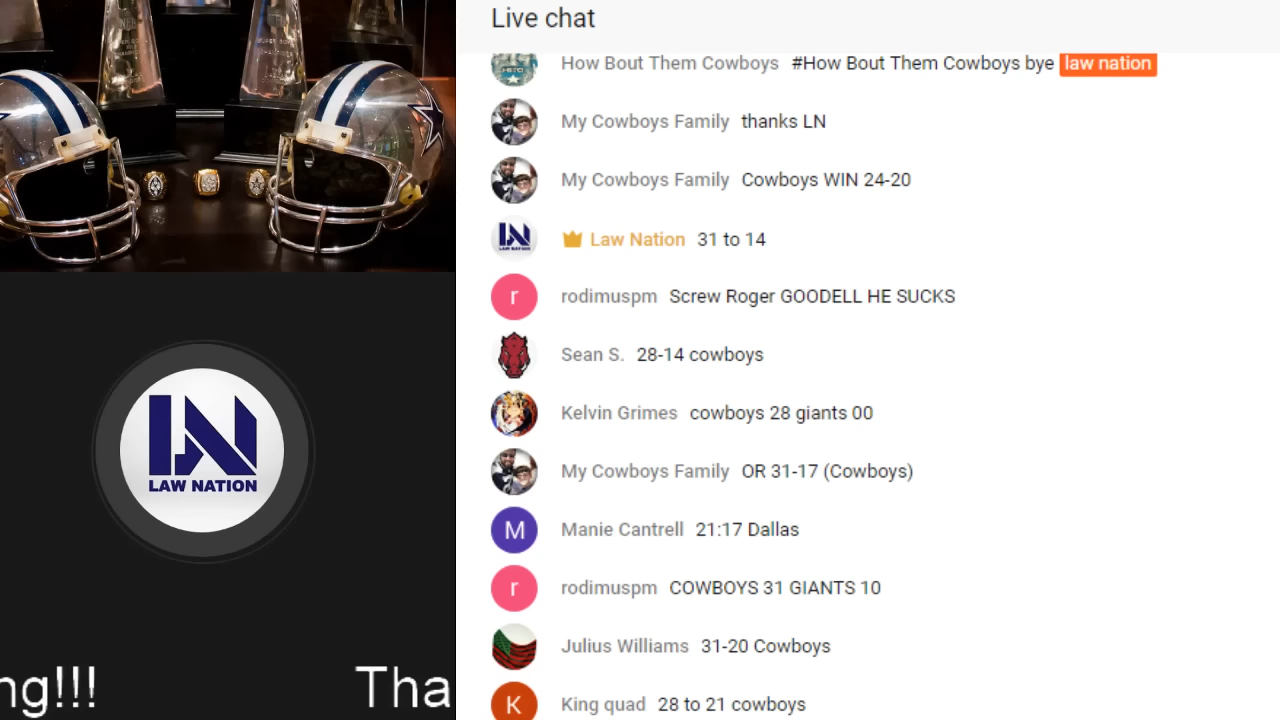 Live chat
How Bout Them Cowboys #How Bout Them Cowboys bye law nation
My Cowboys Family thanks LN
My Cowboys Family Cowboys WIN 24-20
LN LAW NATION Law Nation 31 to 14
r rodimuspm Screw Roger GOODELL HE SUCKS
Sean S. 28-14 cowboys
Kelvin Grimes cowboys 28 giants 00
My Cowboys Family OR 31-17 (Cowboys)
M Manie Cantrell 21:17 Dallas
r rodimuspm COWBOYS 31 GIANTS 10
Julius Williams 31-20 Cowboys
K King quad 28 to 21 cowboys
LN
LAW NATION
ng!!! Tha